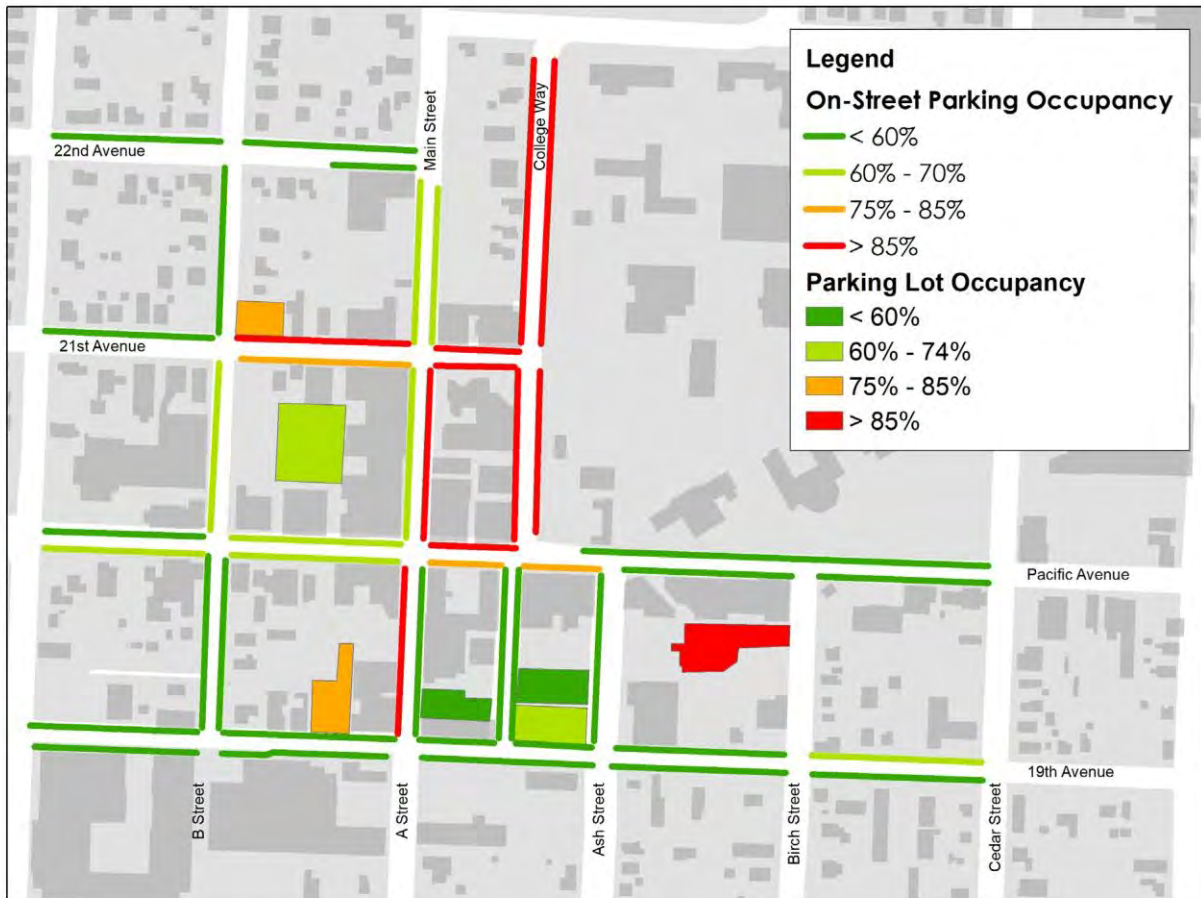 Legend
On-Street Parking Occupancy
< 60%
60% - 70%
75% - 85%
> 85%
Parking Lot Occupancy
< 60%
60% - 74%
75% - 85%
> 85%
Main Street
College Way
22nd Avenue
21st Avenue
Pacific Avenue
19th Avenue
B Street
A Street
Ash Street
Birch Street
Cedar Street